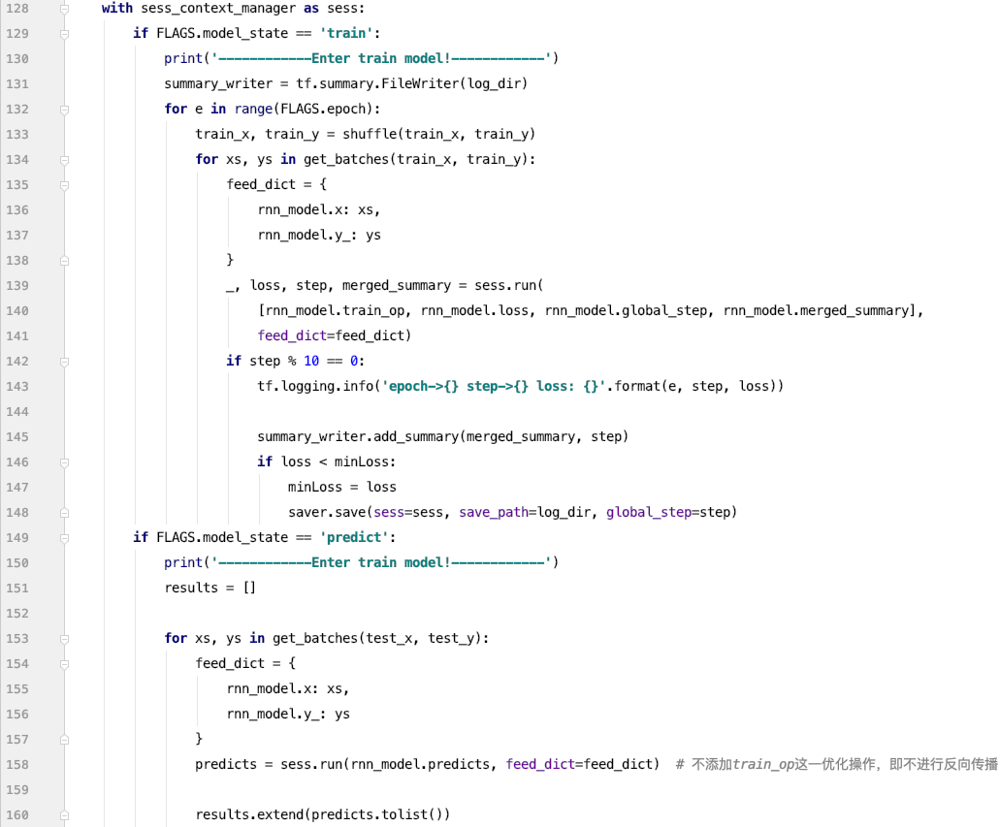 128 with sess_context_manager as sess:
129 if FLAGS.model_state == 'train':
130 print('------------Enter train model!------------')
131 summary_writer = tf.summary.FileWriter(log_dir)
132 for e in range(FLAGS.epoch):
133 train_x, train_y = shuffle(train_x, train_y)
134 for xs, ys in get_batches(train_x, train_y):
135 feed_dict = {
136 rnn_model.x: xs,
137 rnn_model.y_: ys
138 }
139 _, loss, step, merged_summary = sess.run(
140 [rnn_model.train_op, rnn_model.loss, rnn_model.global_step, rnn_model.merged_summary],
141 feed_dict=feed_dict)
142 if step % 10 == 0:
143 tf.logging.info('epoch->{} step->{} loss: {}'.format(e, step, loss))
144
145 summary_writer.add_summary(merged_summary, step)
146 if loss < minLoss:
147 minLoss = loss
148 saver.save(sess=sess, save_path=log_dir, global_step=step)
149 if FLAGS.model_state == 'predict':
150 print('------------Enter train model!------------')
151 results = []
152
153 for xs, ys in get_batches(test_x, test_y):
154 feed_dict = {
155 rnn_model.x: xs,
156 rnn_model.y_: ys
157 }
158 predicts = sess.run(rnn_model.predicts, feed_dict=feed_dict) # 不添加train_op这一优化操作，即不进行反向传播
159
160 results.extend(predicts.tolist())